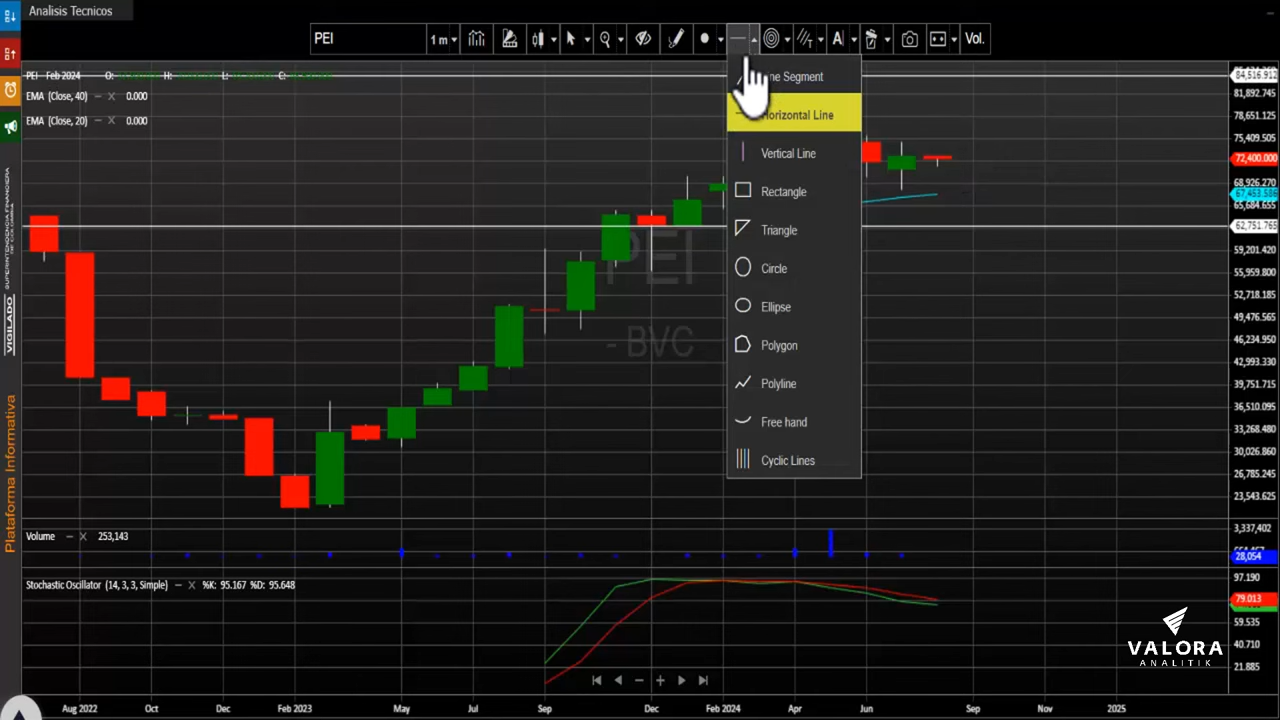 Analisis Tecnicos
PEI
1 m
A
Vol.
PEI Feb 2024 O: H: L: C:
EMA (Close, 40) 0.000
EMA (Close, 20) 0.000
Segment
Horizontal Line
Vertical Line
Rectangle
Triangle
Circle
Ellipse
Polygon
Polyline
Free hand
Cyclic Lines
PEI
- BVC
84,516.912
81,892.745
78,651.125
75,409.505
72,400.000
68,926.270
65,684.655
62,751.765
59,201.420
55,959.800
52,718.185
49,476.565
46,234.950
42,993.330
39,751.715
36,510.095
33,268.480
30,026.860
26,785.245
23,543.625
Volume 253,143
3,337,402
28,054
Stochastic Oscillator (14, 3, 3, Simple) %K: 95.167 %D: 95.648
97.190
79.013
59.535
40.710
21.885
Aug 2022 Oct Dec Feb 2023 May Jul Sep Dec Feb 2024 Apr Jun Sep Nov 2025
VIGILADO
SUPERINTENDENCIA FINANCIERA
DE COLOMBIA
Plataforma Informativa
VALORA
ANALITIK